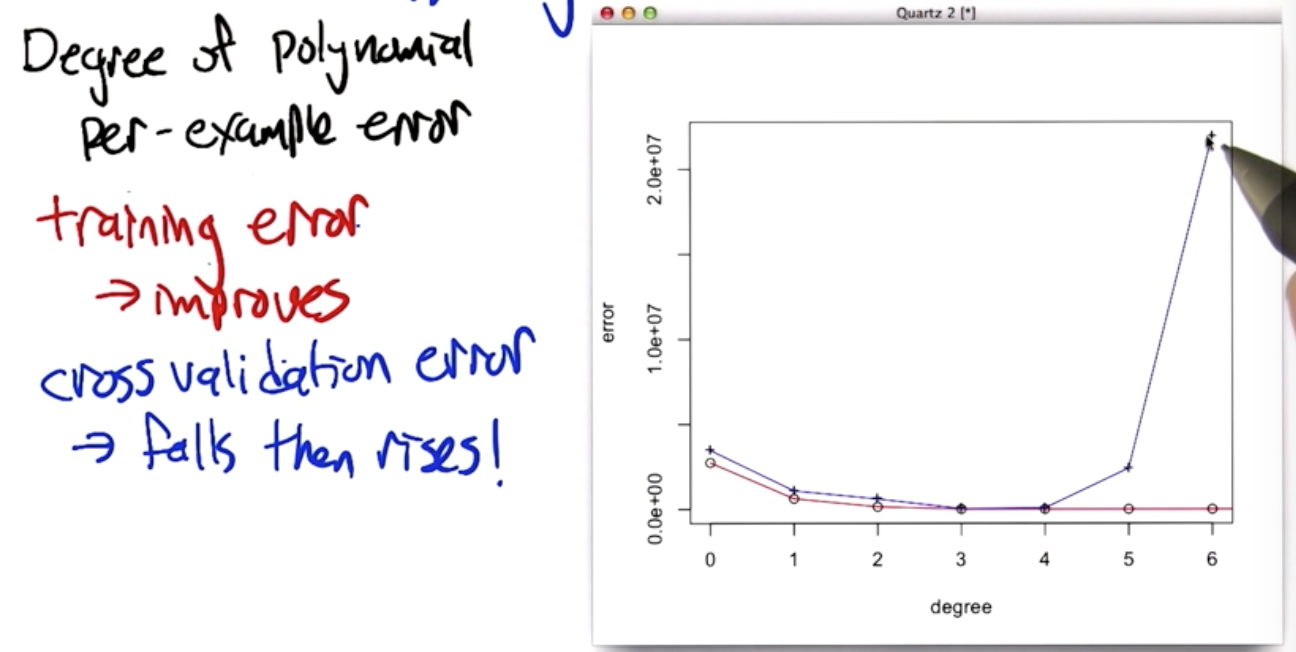 Degree of polynomial
per-example error
training error
→ improves
cross validation error
→ falls then rises!
Quartz 2 [*]
error
0.0e+00 1.0e+07 2.0e+07
0 1 2 3 4 5 6
degree